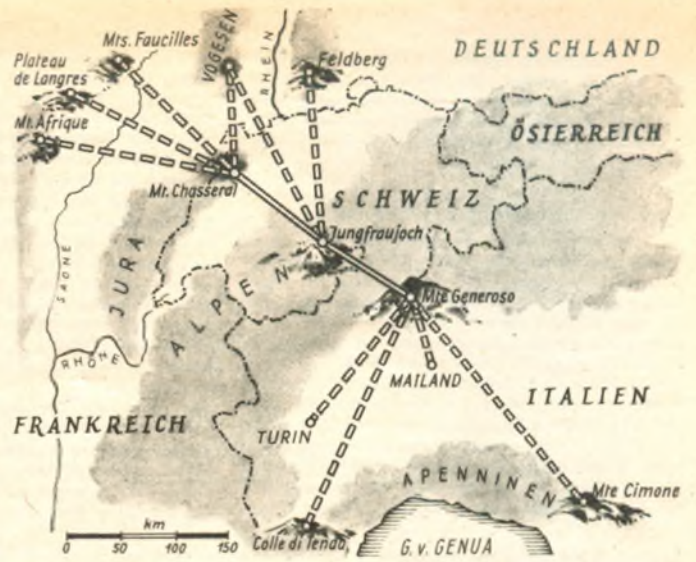 Mts. Faucilles
Plateau
de Langres
Mt. Afrique
VOGESEN
RHEIN
Feldberg
DEUTSCHLAND
ÖSTERREICH
Mt. Chasseral
SCHWEIZ
Jungfraujoch
JURA
SAONE
ALPEN
Mte Generoso
RHÔNE
MAILAND
ITALIEN
FRANKREICH
TURIN
APENNINEN
Mte Cimone
km
0 50 100 150
Colle di Tenda
G. v. GENUA